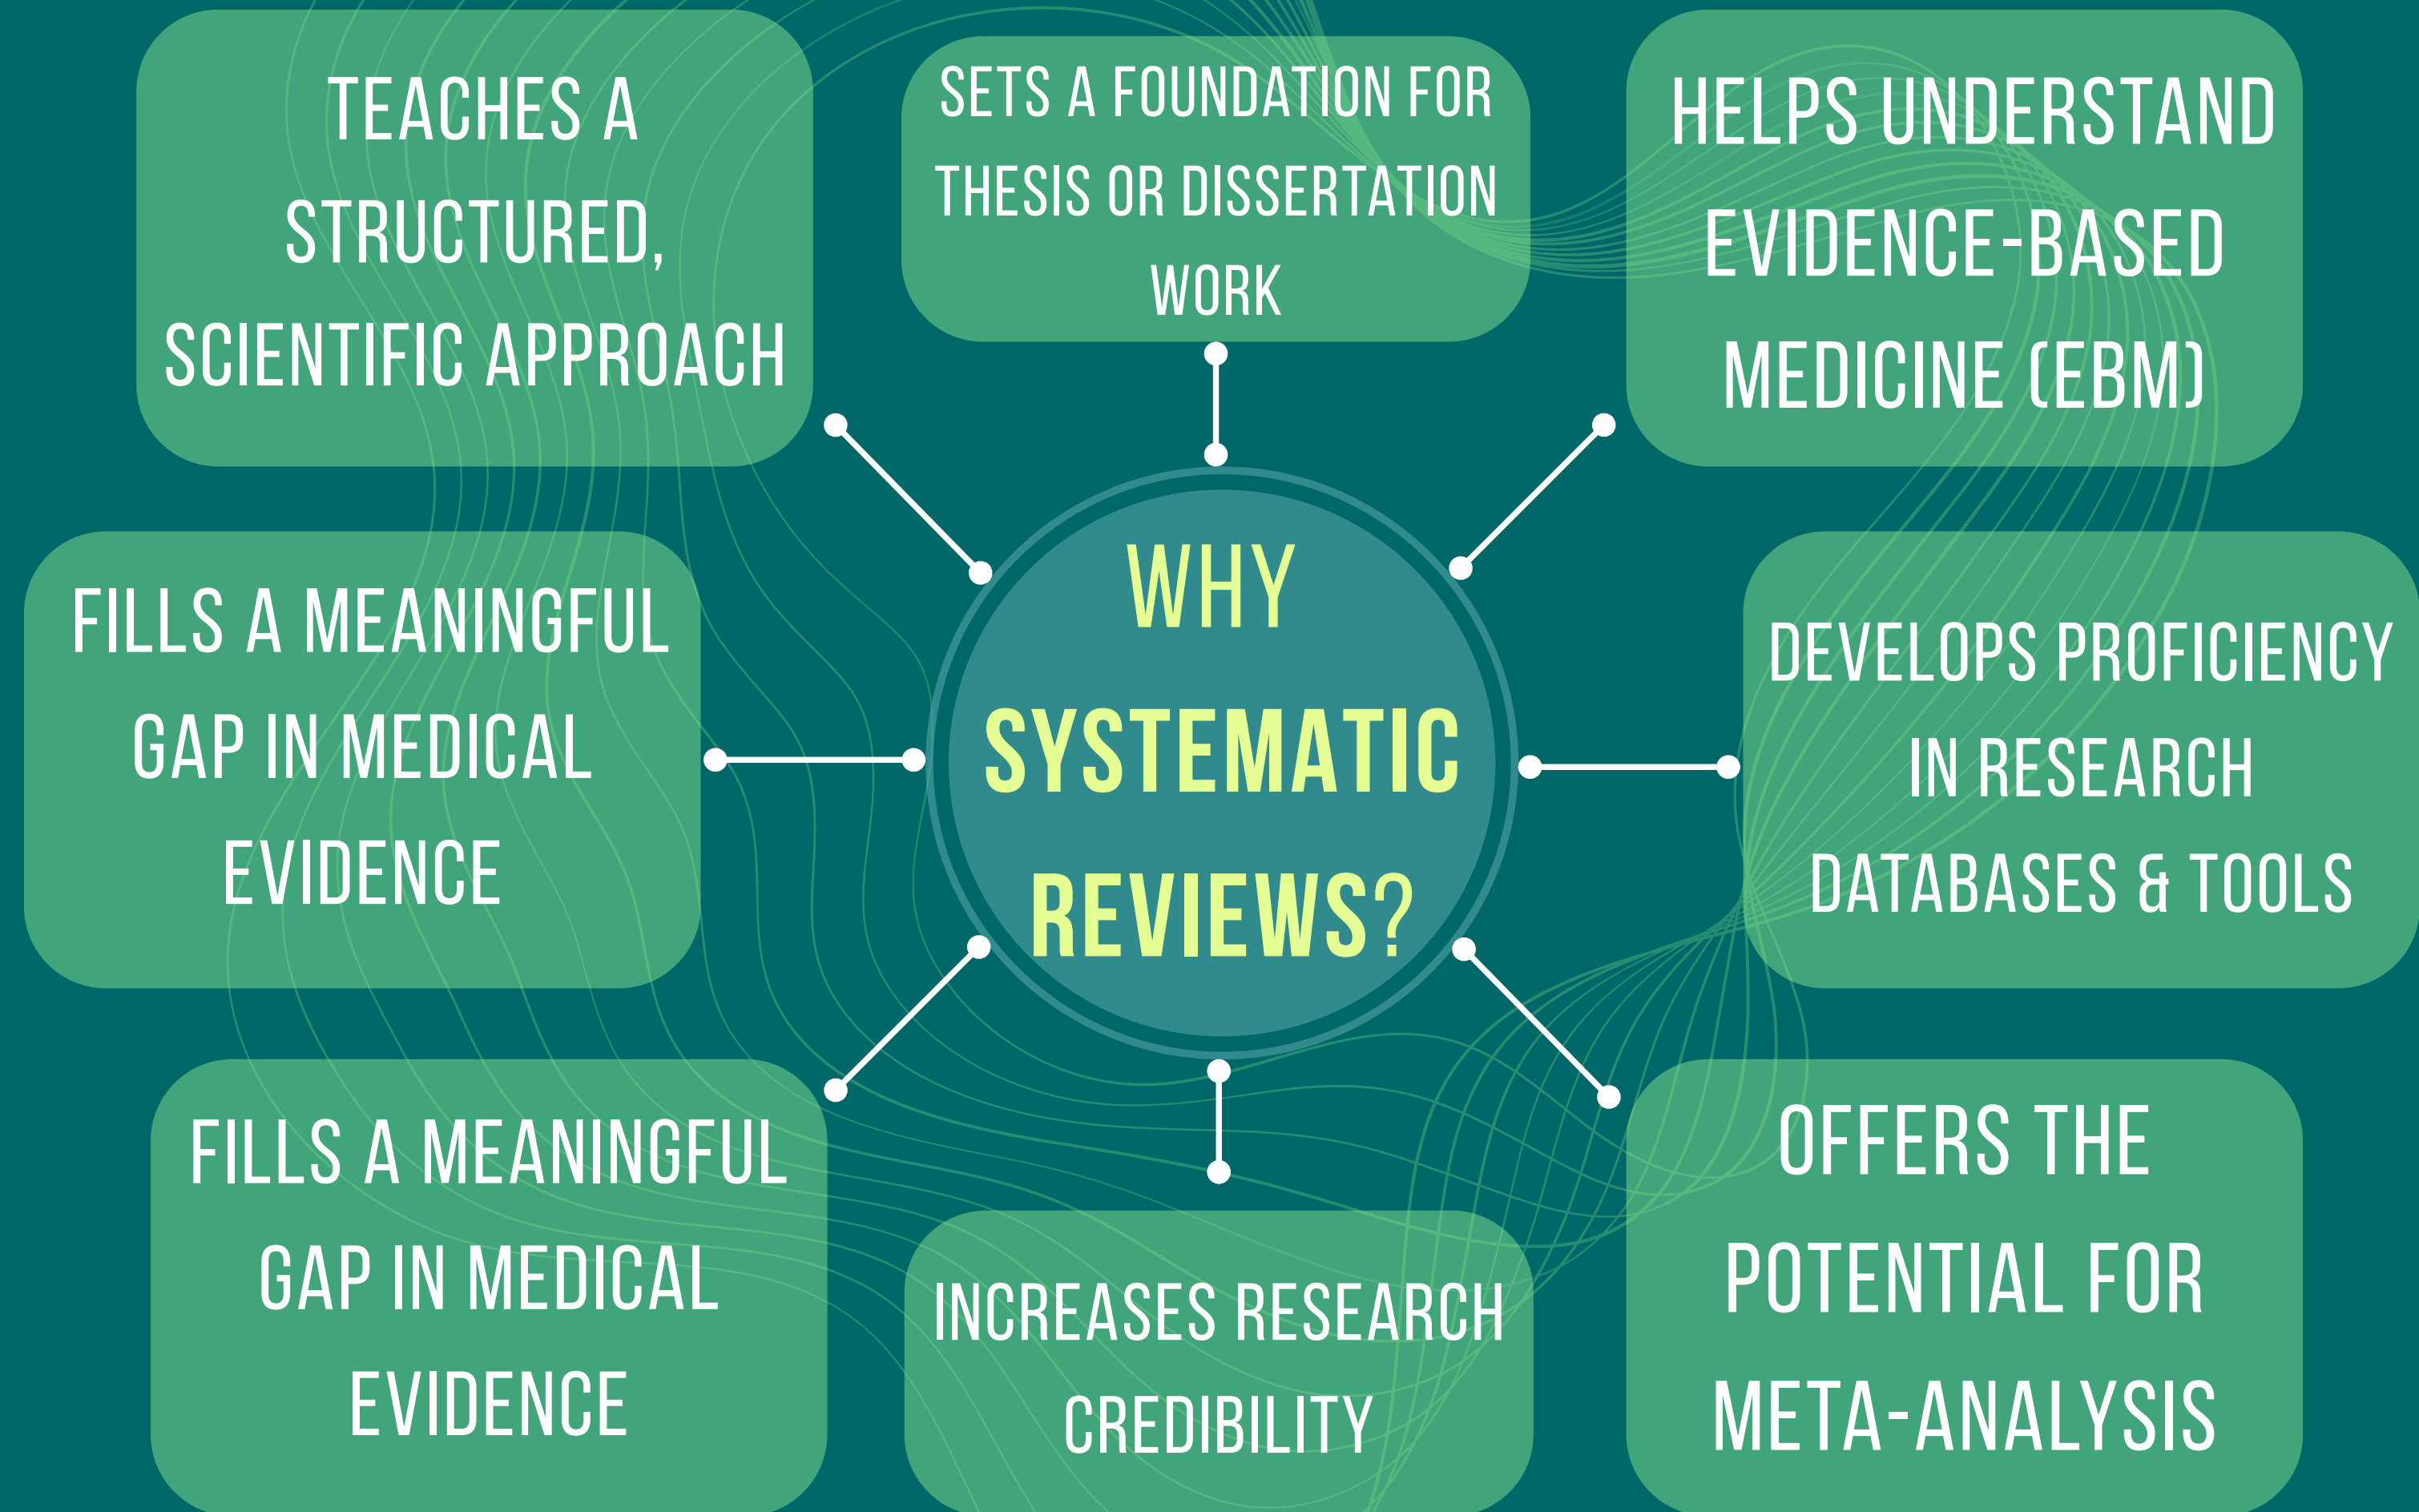 TEACHES A
STRUCTURED,
SCIENTIFIC APPROACH
SETS A FOUNDATION FOR
THESIS OR DISSERTATION
WORK
HELPS UNDERSTAND
EVIDENCE-BASED
MEDICINE (EBM)
FILLS A MEANINGFUL
GAP IN MEDICAL
EVIDENCE
WHY
SYSTEMATIC
REVIEWS?
DEVELOPS PROFICIENCY
IN RESEARCH
DATABASES & TOOLS
FILLS A MEANINGFUL
GAP IN MEDICAL
EVIDENCE
INCREASES RESEARCH
CREDIBILITY
OFFERS THE
POTENTIAL FOR
META-ANALYSIS